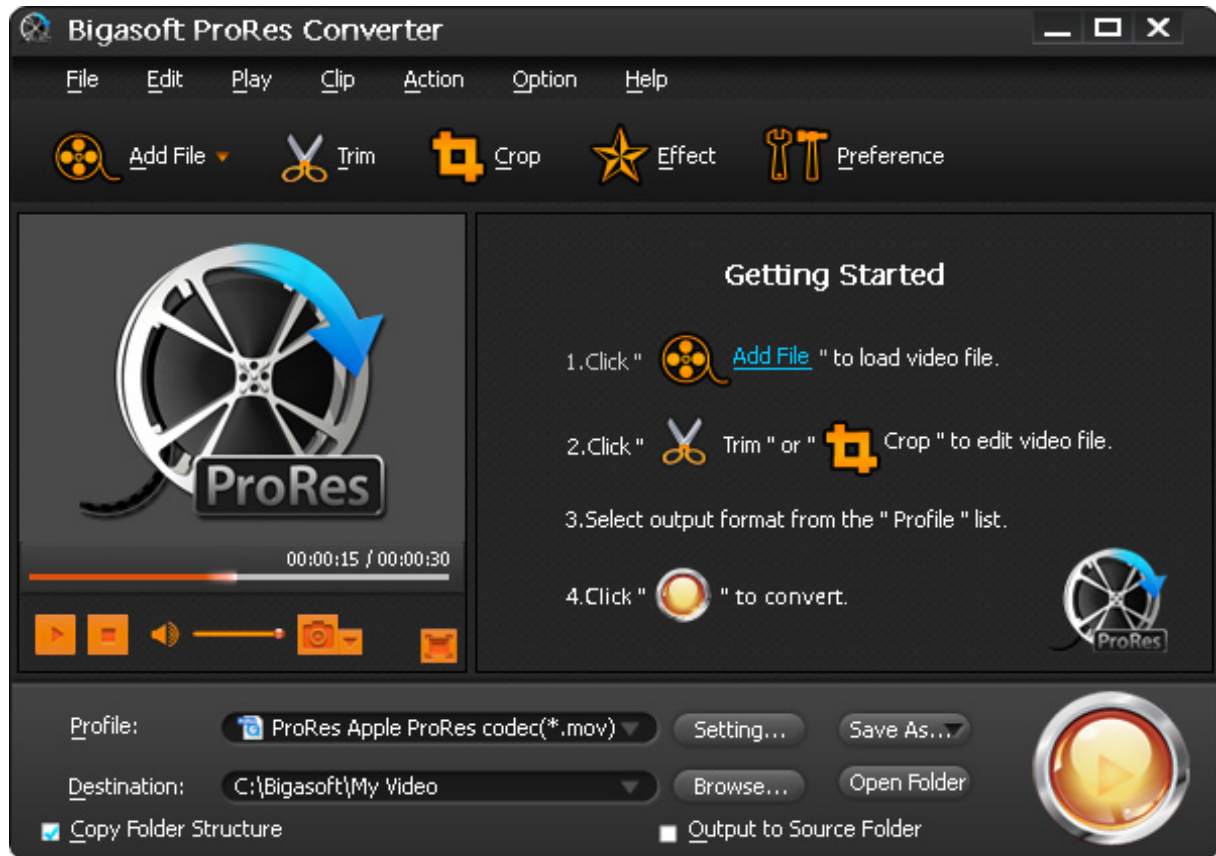 Bigasoft ProRes Converter
File Edit Play Clip Action Option Help
Add File Trim Crop Effect Preference
ProRes
00:00:15 / 00:00:30
Getting Started
1.Click " Add File " to load video file.
2.Click " Trim " or " Crop " to edit video file.
3.Select output format from the " Profile " list.
4.Click " " to convert.
ProRes
Profile: ProRes Apple ProRes codec(*.mov) Setting... Save As...
Destination: C:\Bigasoft\My Video Browse... Open Folder
Copy Folder Structure Output to Source Folder